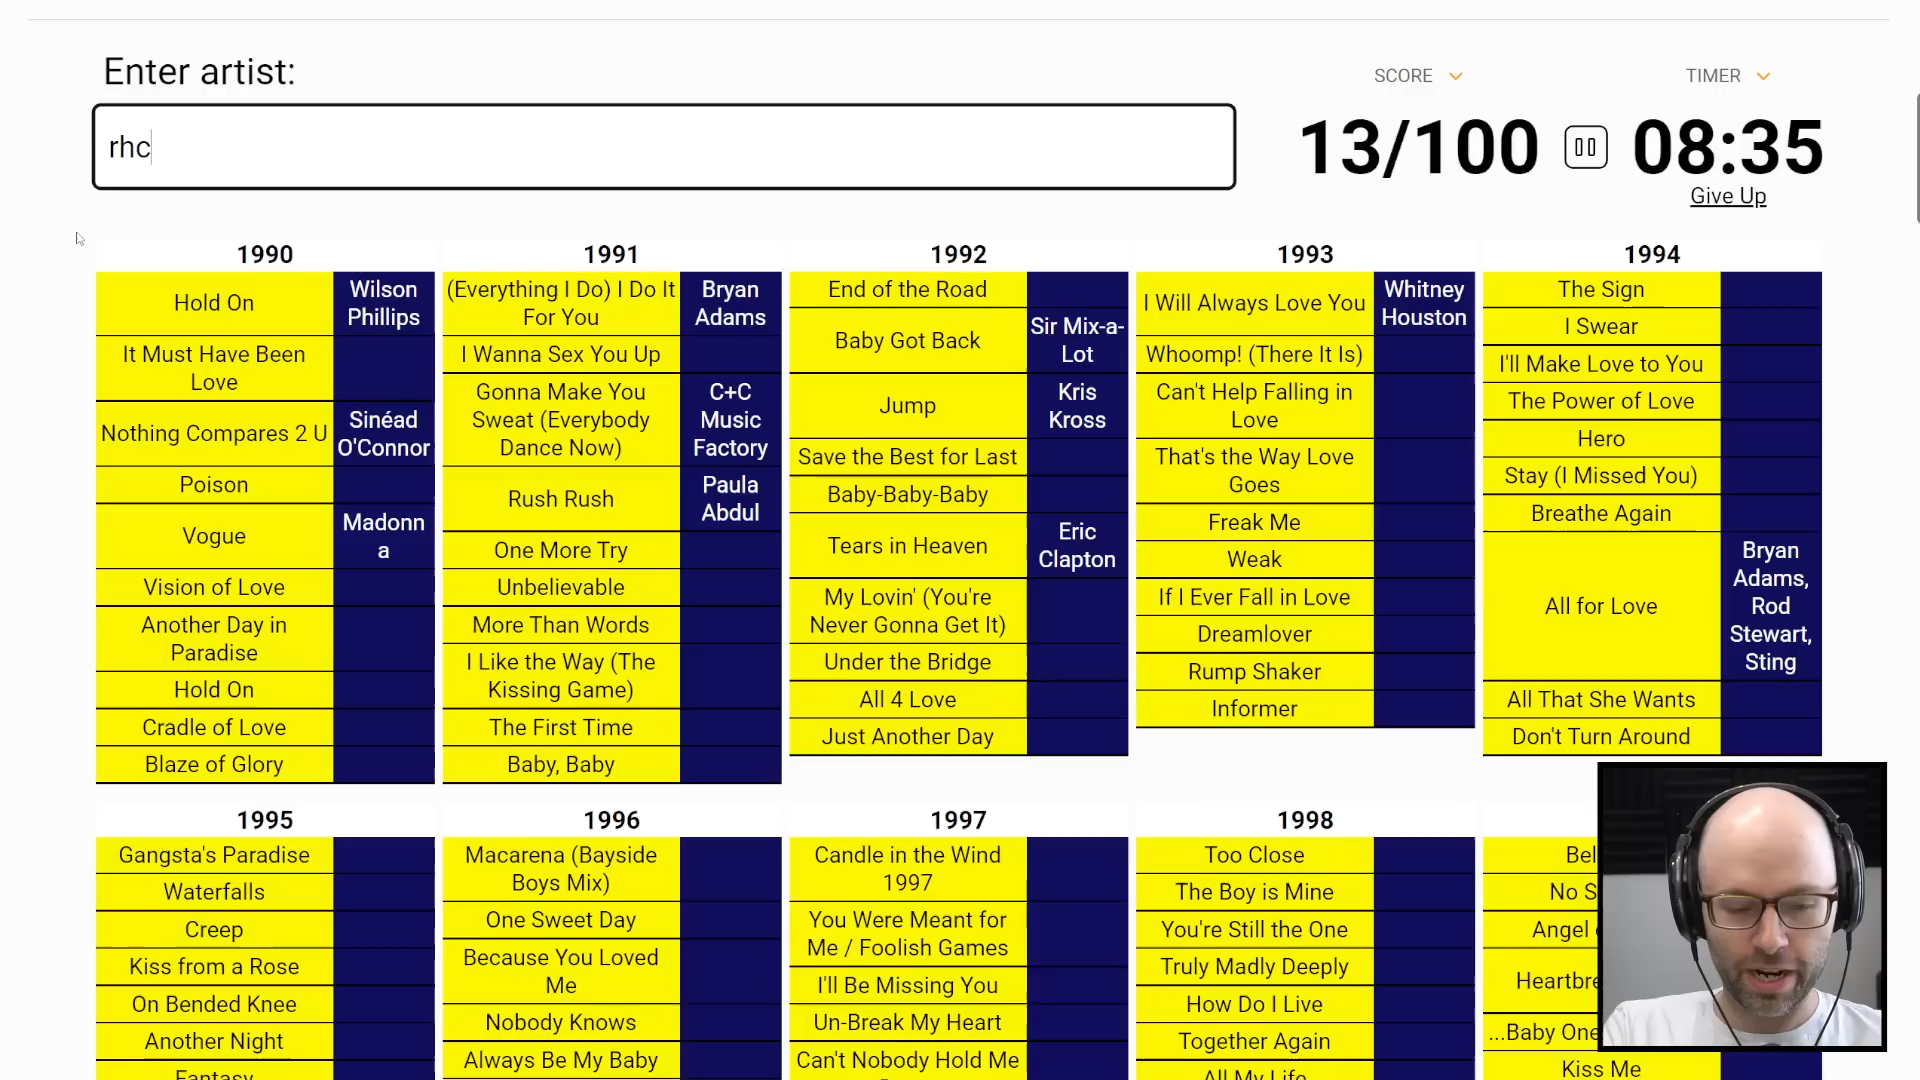 Enter artist:
rhc
SCORE
13/100
TIMER
08:35
Give Up
1990
Hold On
Wilson
Phillips
It Must Have Been
Love
Nothing Compares 2 U
Sinéad
O'Connor
Poison
Vogue
Madonn
a
Vision of Love
Another Day in
Paradise
Hold On
Cradle of Love
Blaze of Glory
1991
(Everything I Do) I Do It
For You
Bryan
Adams
I Wanna Sex You Up
Gonna Make You
Sweat (Everybody
Dance Now)
C+C
Music
Factory
Rush Rush
Paula
Abdul
One More Try
Unbelievable
More Than Words
I Like the Way (The
Kissing Game)
The First Time
Baby, Baby
1992
End of the Road
Baby Got Back
Sir Mix-a-
Lot
Jump
Kris
Kross
Save the Best for Last
Baby-Baby-Baby
Tears in Heaven
Eric
Clapton
My Lovin' (You're
Never Gonna Get It)
Under the Bridge
All 4 Love
Just Another Day
1993
I Will Always Love You
Whitney
Houston
Whoomp! (There It Is)
Can't Help Falling in
Love
That's the Way Love
Goes
Freak Me
Weak
If I Ever Fall in Love
Dreamlover
Rump Shaker
Informer
1994
The Sign
I Swear
I'll Make Love to You
The Power of Love
Hero
Stay (I Missed You)
Breathe Again
All for Love
Bryan
Adams,
Rod
Stewart,
Sting
All That She Wants
Don't Turn Around
1995
Gangsta's Paradise
Waterfalls
Creep
Kiss from a Rose
On Bended Knee
Another Night
Fantasy
1996
Macarena (Bayside
Boys Mix)
One Sweet Day
Because You Loved
Me
Nobody Knows
Always Be My Baby
1997
Candle in the Wind
1997
You Were Meant for
Me / Foolish Games
I'll Be Missing You
Un-Break My Heart
Can't Nobody Hold Me
1998
Too Close
The Boy is Mine
You're Still the One
Truly Madly Deeply
How Do I Live
Together Again
All My Life
Bel
No S
Angel
Heartbre
...Baby One
Kiss Me